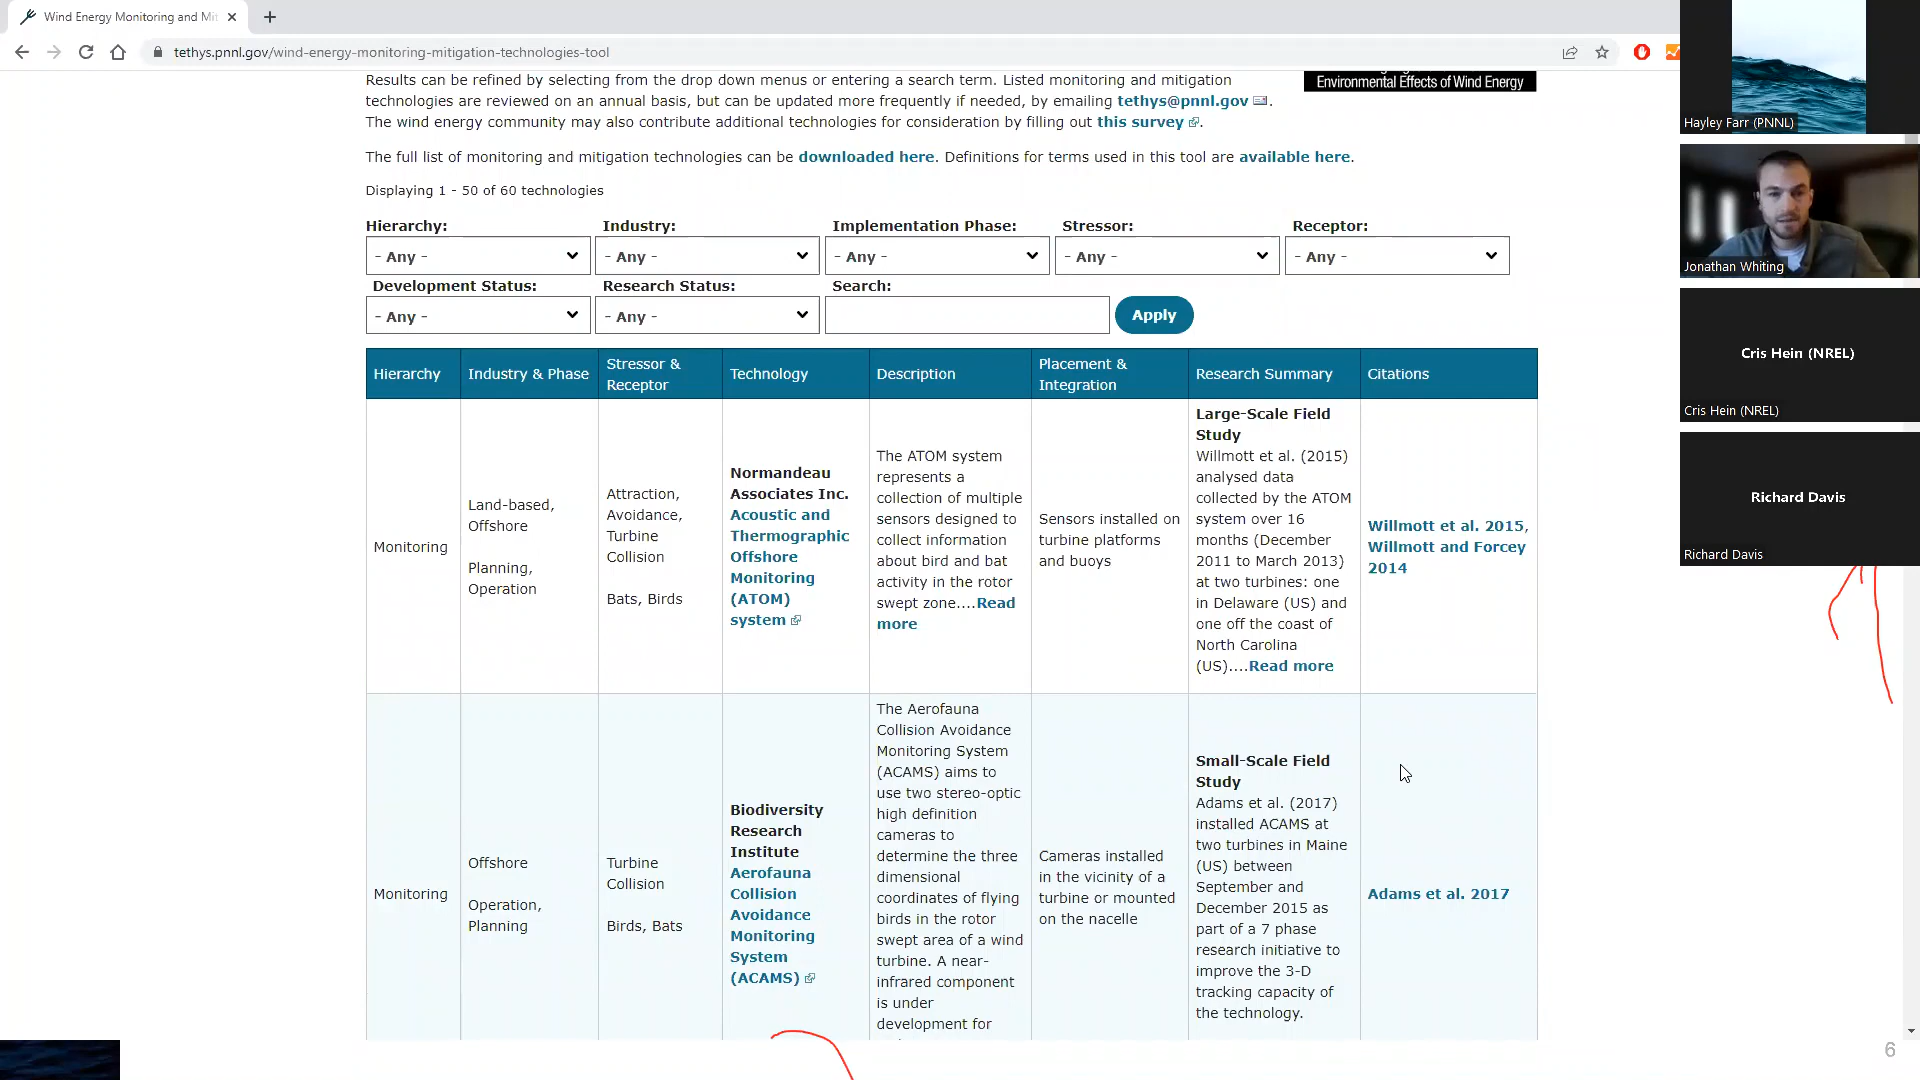 Wind Energy Monitoring and Mit
tethys.pnnl.gov/wind-energy-monitoring-mitigation-technologies-tool
Results can be refined by selecting from the drop down menus or entering a search term. Listed monitoring and mitigation
technologies are reviewed on an annual basis, but can be updated more frequently if needed, by emailing tethys@pnnl.gov.
The wind energy community may also contribute additional technologies for consideration by filling out this survey.
Environmental Effects of Wind Energy
The full list of monitoring and mitigation technologies can be downloaded here. Definitions for terms used in this tool are available here.
Displaying 1 - 50 of 60 technologies
Hierarchy: Industry: Implementation Phase: Stressor: Receptor:
- Any - - Any - - Any - - Any - - Any -
Development Status: Research Status: Search:
- Any - - Any - Apply
Hierarchy
Industry & Phase
Stressor &
Receptor
Technology
Description
Placement &
Integration
Research Summary
Citations
Monitoring
Land-based,
Offshore
Planning,
Operation
Attraction,
Avoidance,
Turbine
Collision
Bats, Birds
Normandeau
Associates Inc.
Acoustic and
Thermographic
Offshore
Monitoring
(ATOM)
system
The ATOM system
represents a
collection of multiple
sensors designed to
collect information
about bird and bat
activity in the rotor
swept zone....Read
more
Sensors installed on
turbine platforms
and buoys
Large-Scale Field
Study
Willmott et al. (2015)
analysed data
collected by the ATOM
system over 16
months (December
2011 to March 2013)
at two turbines: one
in Delaware (US) and
one off the coast of
North Carolina
(US)....Read more
Willmott et al. 2015,
Willmott and Forcey
2014
Monitoring
Offshore
Operation,
Planning
Turbine
Collision
Birds, Bats
Biodiversity
Research
Institute
Aerofauna
Collision
Avoidance
Monitoring
System
(ACAMS)
The Aerofauna
Collision Avoidance
Monitoring System
(ACAMS) aims to
use two stereo-optic
high definition
cameras to
determine the three
dimensional
coordinates of flying
birds in the rotor
swept area of a wind
turbine. A near-
infrared component
is under
development for
Cameras installed
in the vicinity of a
turbine or mounted
on the nacelle
Small-Scale Field
Study
Adams et al. (2017)
installed ACAMS at
two turbines in Maine
(US) between
September and
December 2015 as
part of a 7 phase
research initiative to
improve the 3-D
tracking capacity of
the technology.
Adams et al. 2017
Hayley Farr (PNNL)
Jonathan Whiting
Cris Hein (NREL)
Cris Hein (NREL)
Richard Davis
Richard Davis
6